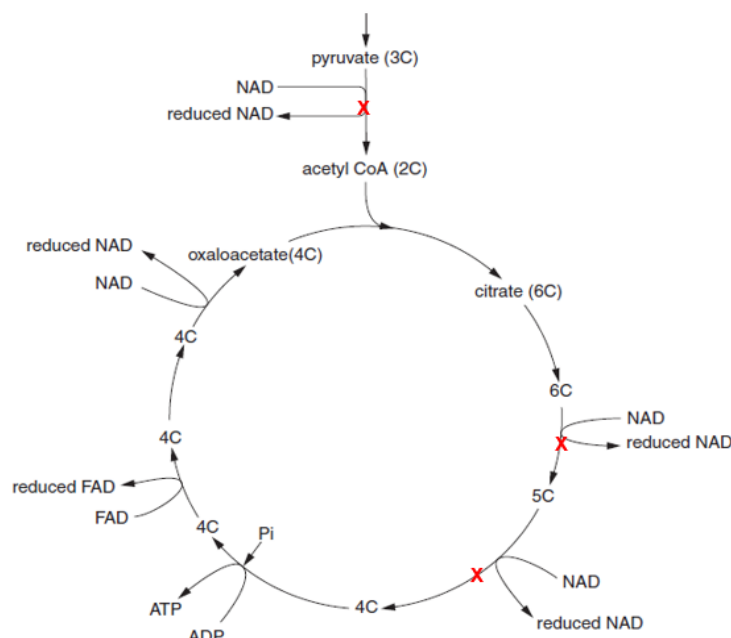 pyruvate (3C)
NAD
X
reduced NAD
acetyl CoA (2C)
reduced NAD
oxaloacetate(4C)
NAD
citrate (6C)
4C
6C
NAD
X
reduced NAD
4C
5C
reduced FAD
FAD
4C
Pi
X
NAD
ATP
4C
reduced NAD
ADP